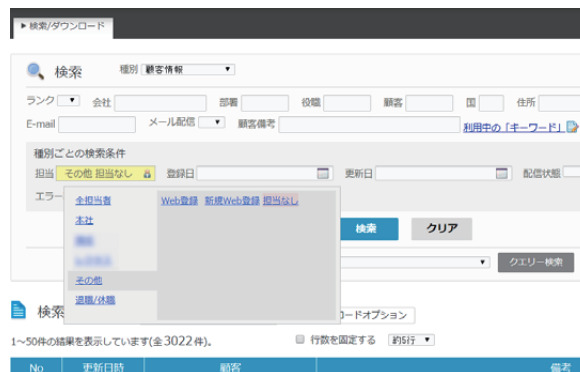 ▶ 検索/ダウンロード
検索 種別 顧客情報 ▼
ランク ▼ 会社 部署 役職 顧客 国 住所
E-mail メール配信 ▼ 顧客備考 利用中の「キーワード」
種別ごとの検索条件
担当 その他 担当なし 登録日 更新日 配信状態
エラー
全担当者 Web登録 新規Web登録 担当なし
本社
検索 クリア
その他 ▼ クエリー検索
退職/休職
検索 ードオプション
1~50件の結果を表示しています(全3022件)。 行数を固定する 約5行 ▼
No 更新日時 顧客 備考